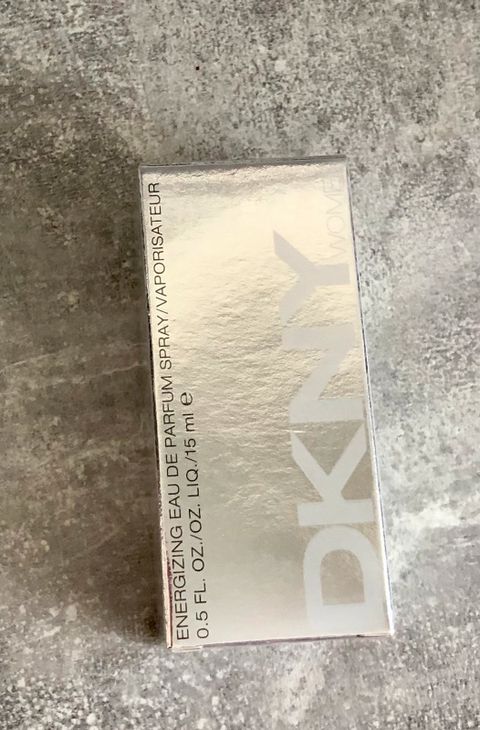 ENERGIZING EAU DE PARFUM SPRAY/VAPORISATEUR
0.5 FL. OZ./OZ. LIQ./15 ml ℮
DKNY
WOMEN